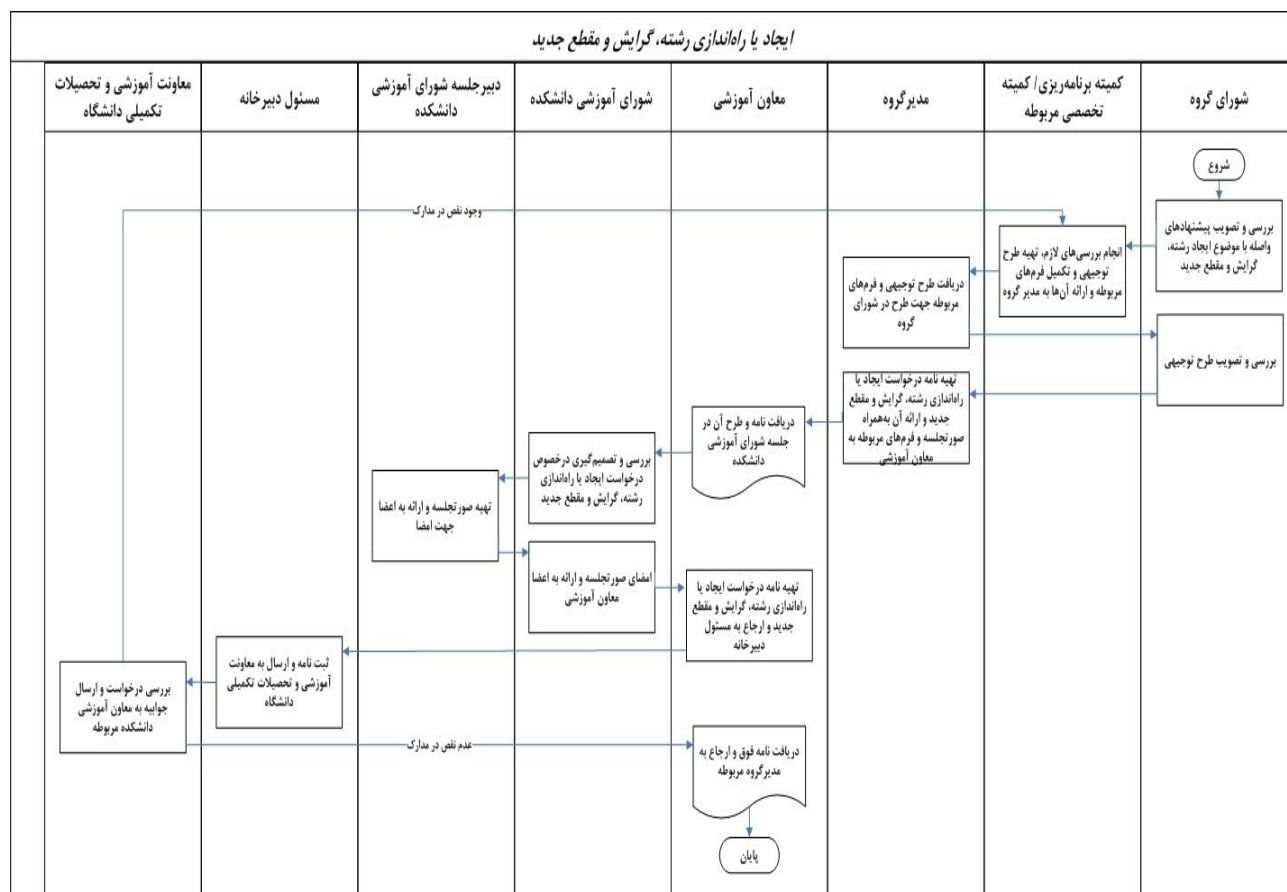 ایجاد یا راه‌اندازی رشته، گرایش و مقطع جدید
شورای گروه
کمیته برنامه‌ریزی/ کمیته
تخصصی مربوطه
مدیرگروه
معاون آموزشی
شورای آموزشی دانشکده
دبیرجلسه شورای آموزشی
دانشکده
مسئول دبیرخانه
معاونت آموزشی و تحصیلات
تکمیلی دانشگاه
شروع
بررسی و تصویب پیشنهادهای
واصله با موضوع ایجاد رشته،
گرایش و مقطع جدید
وجود نقص در مدارک
انجام بررسی‌های لازم، تهیه طرح
توجیهی و تکمیل فرم‌های
مربوطه و ارائه آن‌ها به مدیر گروه
دریافت طرح توجیهی و فرم‌های
مربوطه جهت طرح در شورای
گروه
بررسی و تصویب طرح توجیهی
تهیه نامه درخواست ایجاد یا
راه‌اندازی رشته، گرایش و مقطع
جدید و ارائه آن به‌همراه
صورتجلسه و فرم‌های مربوطه به
معاون آموزشی
دریافت نامه و طرح آن در
جلسه شورای آموزشی
دانشکده
بررسی و تصمیم‌گیری درخصوص
درخواست ایجاد یا راه‌اندازی
رشته، گرایش و مقطع جدید
تهیه صورتجلسه و ارائه به اعضا
جهت امضا
امضای صورتجلسه و ارائه به اعضا
معاون آموزشی
تهیه نامه درخواست ایجاد یا
راه‌اندازی رشته، گرایش و مقطع
جدید و ارجاع به مسئول
دبیرخانه
ثبت نامه و ارسال به معاونت
آموزشی و تحصیلات تکمیلی
دانشگاه
بررسی درخواست و ارسال
جوابیه به معاون آموزشی
دانشکده مربوطه
عدم نقص در مدارک
دریافت نامه فوق و ارجاع به
مدیرگروه مربوطه
پایان